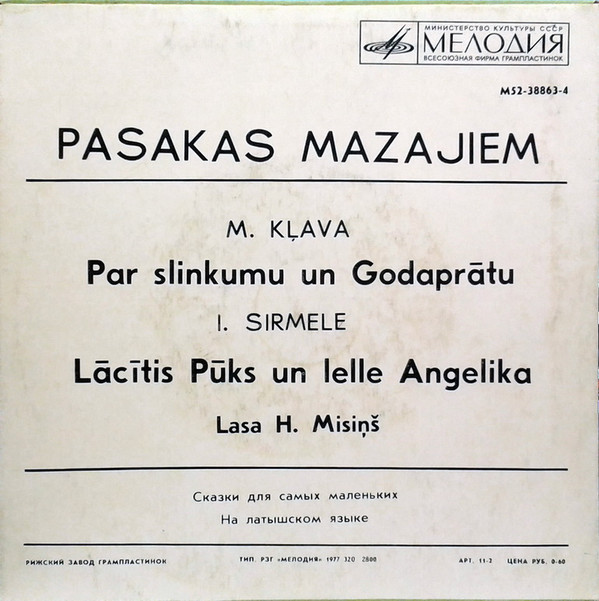 МИНИСТЕРСТВО КУЛЬТУРЫ СССР
МЕЛОДИЯ
ВСЕСОЮЗНАЯ ФИРМА ГРАМПЛАСТИНОК
М52-38863-4
PASAKAS MAZAJIEM
M. KĻAVA
Par slinkumu un Godaprātu
I. SIRMELE
Lācītis Pūks un lelle Angelika
Lasa H. Misiņš
Сказки для самых маленьких
На латышском языке
РИЖСКИЙ ЗАВОД ГРАМПЛАСТИНОК ТИП. РЗГ «МЕЛОДИЯ» 1977 320 2800 АРТ. 11-2 ЦЕНА РУБ. 0-60